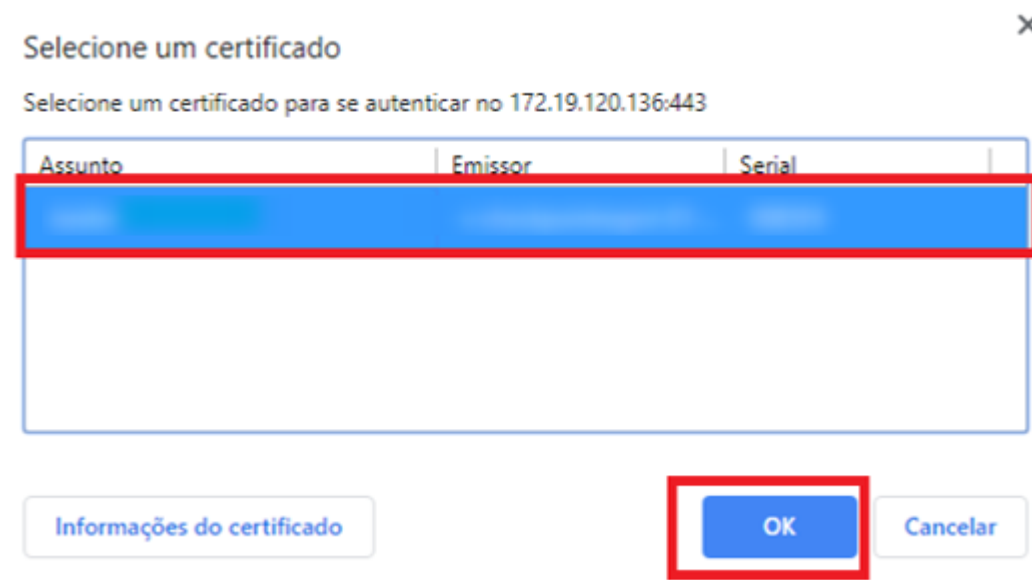 Selecione um certificado
Selecione um certificado para se autenticar no 172.19.120.136:443
Assunto Emissor Serial
Informações do certificado OK Cancelar